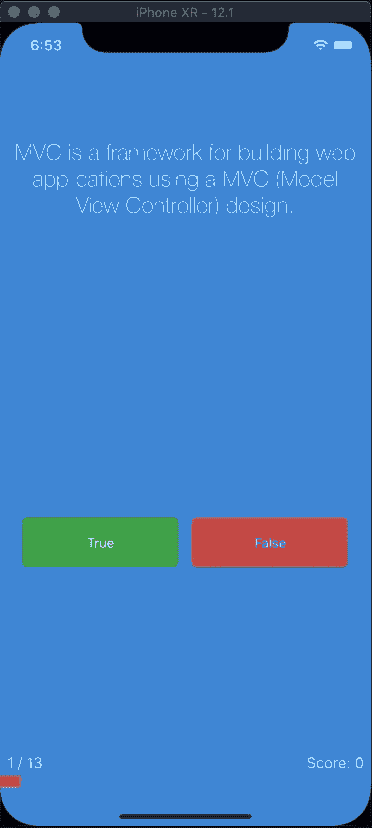 iPhone XR - 12.1
6:53
MVC is a framework for building web
applications using a MVC (Model
View Controller) design.
True
False
1 / 13
Score: 0